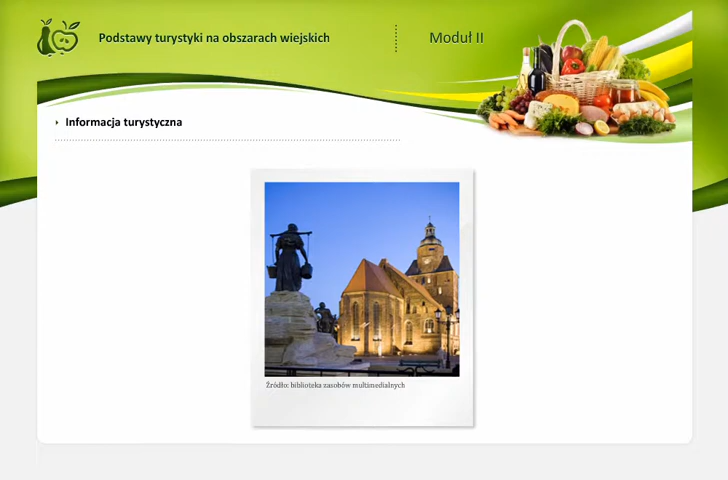 Podstawy turystyki na obszarach wiejskich
Moduł II
Informacja turystyczna
Źródło: biblioteka zasobów multimedialnych